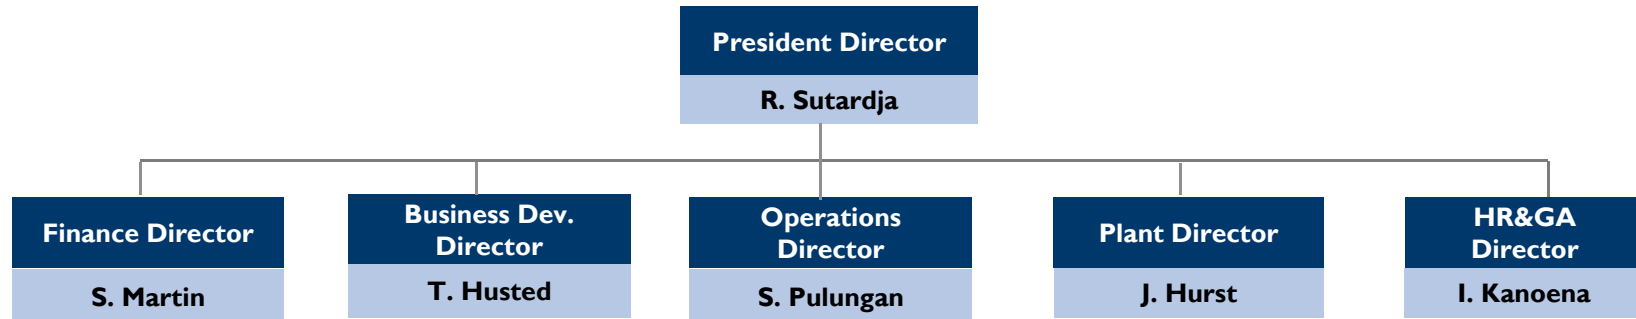 President Director
R. Sutardja
Finance Director
S. Martin
Business Dev.
Director
T. Husted
Operations
Director
S. Pulungan
Plant Director
J. Hurst
HR&GA
Director
I. Kanoena